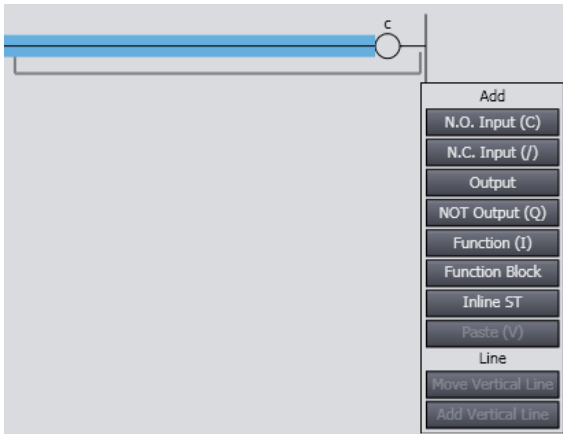 c
Add
N.O. Input (C)
N.C. Input (/)
Output
NOT Output (Q)
Function (I)
Function Block
Inline ST
Paste (V)
Line
Move Vertical Line
Add Vertical Line